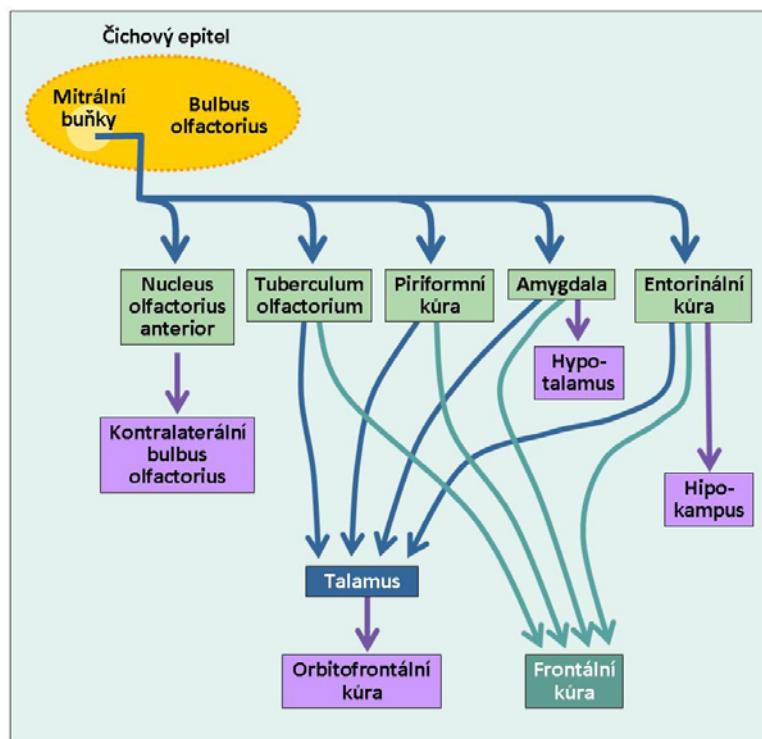 Čichový epitel
Mitrální
buňky
Bulbus
olfactorius
Nucleus
olfactorius
anterior
Tuberculum
olfactorium
Piriformní
kůra
Amygdala
Entorinální
kůra
Hypo-
talamus
Kontralaterální
bulbus
olfactorius
Hipo-
kampus
Talamus
Orbitofrontální
kůra
Frontální
kůra